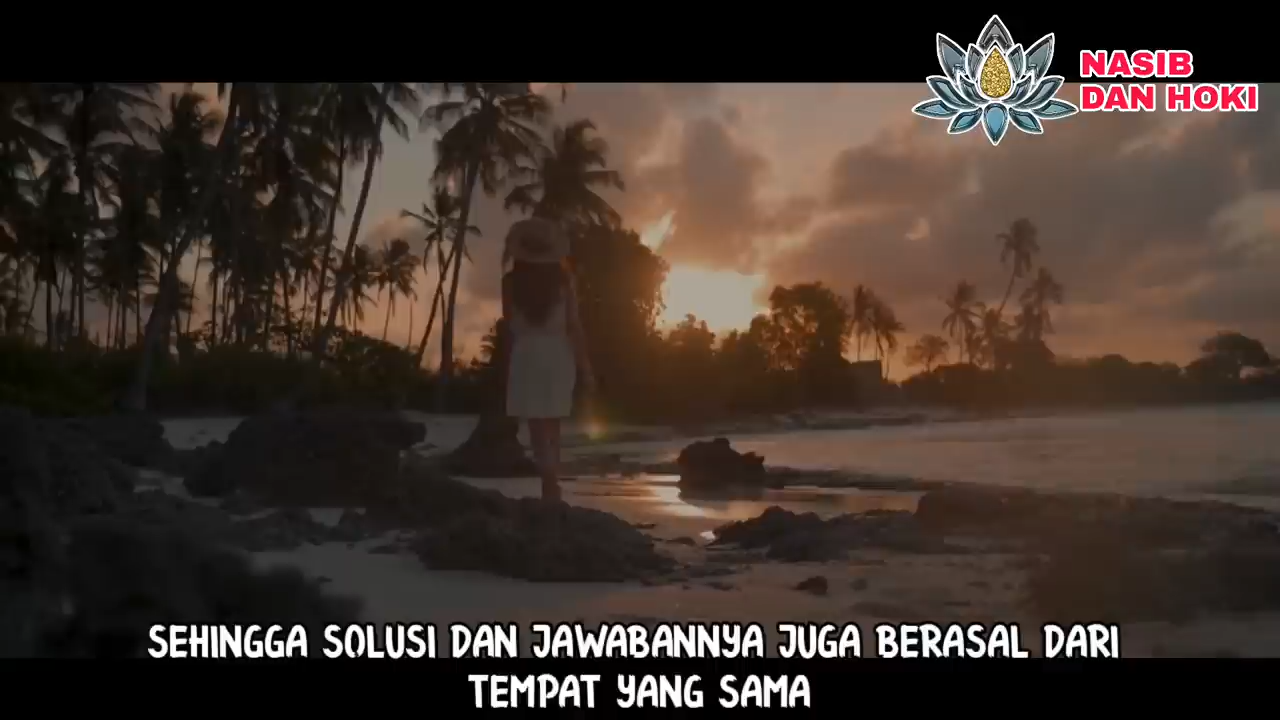 NASIB
DAN HOKI
SEHINGGA SOLUSI DAN JAWABANNYA JUGA BERASAL DARI
TEMPAT YANG SAMA